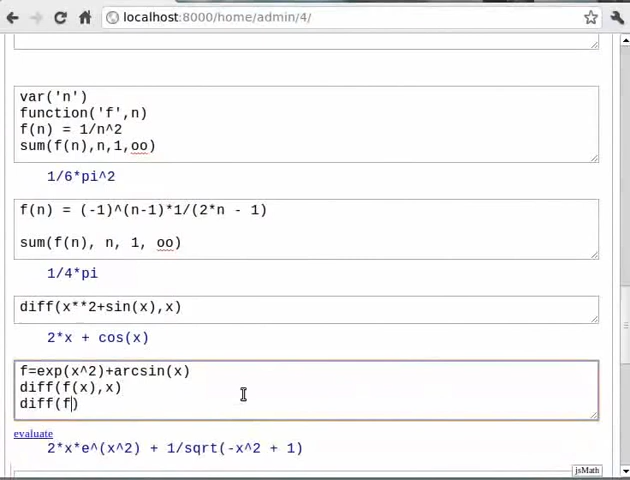 localhost:8000/home/admin/4/
var('n')
function('f',n)
f(n) = 1/n^2
sum(f(n),n,1,oo)
1/6*pi^2
f(n) = (-1)^(n-1)*1/(2*n - 1)
sum(f(n), n, 1, oo)
1/4*pi
diff(x**2+sin(x),x)
2*x + cos(x)
f=exp(x^2)+arcsin(x)
diff(f(x),x)
diff(f)
evaluate
2*x*e^(x^2) + 1/sqrt(-x^2 + 1)
jsMath